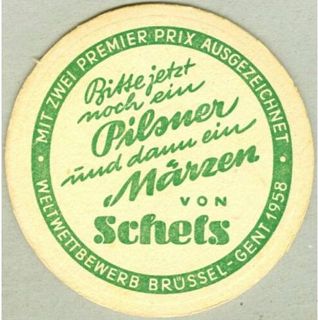 · MIT ZWEI PREMIER PRIX AUSGEZEICHNET ·
Bitte jetzt
noch ein
Pilsner
und dann ein
Märzen
VON
Schels
WELTWETTBEWERB BRÜSSEL-GENT 1958